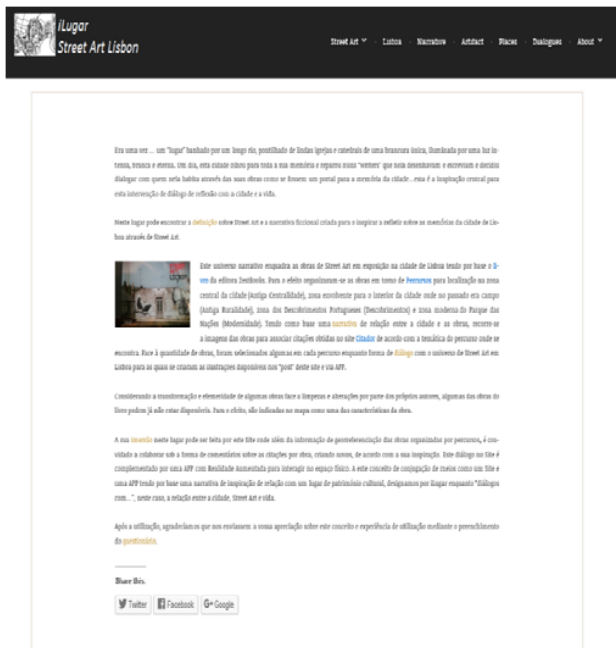 iLugar
Street Art Lisbon
Street Art · Lisboa · Narrative · Artifact · Places · Dualogues · About
Era uma vez ... um "lugar" banhado por um longo rio, pontilhado de lindas igrejas e catedrais de uma brancura única, iluminada por uma luz in-
tensa, branca e eterna. Um dia, esta cidade olhou para toda a sua memória e reparou nuns "writers" que nela desenhavam e escreviam e decidiu
dialogar com quem nela habita através das suas obras como se fossem um portal para a memória da cidade...esta é a inspiração central para
esta intervenção de diálogo de reflexão com a cidade e a vida.
Neste lugar pode encontrar a definição sobre Street Art e a narrativa ficcional criada para o inspirar a refletir sobre as memórias da cidade de Lis-
boa através de Street Art.
Este universo narrativo enquadra as obras de Street Art em exposição na cidade de Lisboa tendo por base o li-
vro da editora Zestbooks. Para o efeito organizaram-se as obras em torno de Percursos para localização na zona
central da cidade (Antiga Centralidade), zona envolvente para o interior da cidade onde no passado era campo
(Antiga Ruralidade), zona dos Descobrimentos Portugueses (Descobrimentos) e zona moderna do Parque das
Nações (Modernidade). Tendo como base uma narrativa de relação entre a cidade e as obras, recorre-se
a imagens das obras para associar citações obtidas no site Citador de acordo com a temática do percurso onde se
encontra. Face à quantidade de obras, foram selecionados algumas em cada percurso enquanto forma de diálogo com o universo de Street Art em
Lisboa para as quais se criaram as ilustrações disponíveis nos "post" deste site e via APP.
Considerando a transformação e efemeridade de algumas obras face a limpezas e alterações por parte dos próprios autores, algumas das obras do
livro podem já não estar disponíveis. Para o efeito, são indicadas no mapa como uma das características da obra.
A sua imersão neste lugar pode ser feita por este Site onde além da informação de georeferenciação das obras organizadas por percursos, é con-
vidado a colaborar sob a forma de comentários sobre as citações por obra, criando novos, de acordo com a sua inspiração. Este diálogo no Site é
complementado por uma APP com Realidade Aumentada para interagir no espaço físico. A este conceito de conjugação de meios como um Site e
uma APP tendo por base uma narrativa de inspiração de relação com um lugar de património cultural, designamos por ilugar enquanto "diálogos
com...", neste caso, a relação entre a cidade, Street Art e vida.
Após a utilização, agradecíamos que nos enviassem a vossa apreciação sobre este conceito e experiência de utilização mediante o preenchimento
do questionário.
Share this:
Twitter Facebook G+ Google